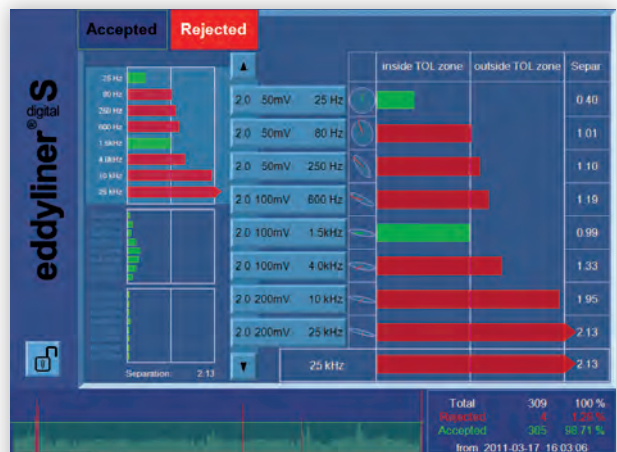 Accepted Rejected
eddyliner® S
digital
25 Hz
80 Hz
250 Hz
600 Hz
1.5kHz
4.0kHz
10 kHz
25 kHz
Separation: 2.13
inside TOL zone outside TOL zone Separ
2.0 50mV 25 Hz 0.40
2.0 50mV 80 Hz 1.01
2.0 50mV 250 Hz 1.10
2.0 100mV 600 Hz 1.19
2.0 100mV 1.5kHz 0.99
2.0 100mV 4.0kHz 1.33
2.0 200mV 10 kHz 1.95
2.0 200mV 25 kHz 2.13
25 kHz 2.13
Total 309 100 %
Rejected 4 1.29 %
Accepted 305 98.71 %
from 2011-03-17 16:03:06